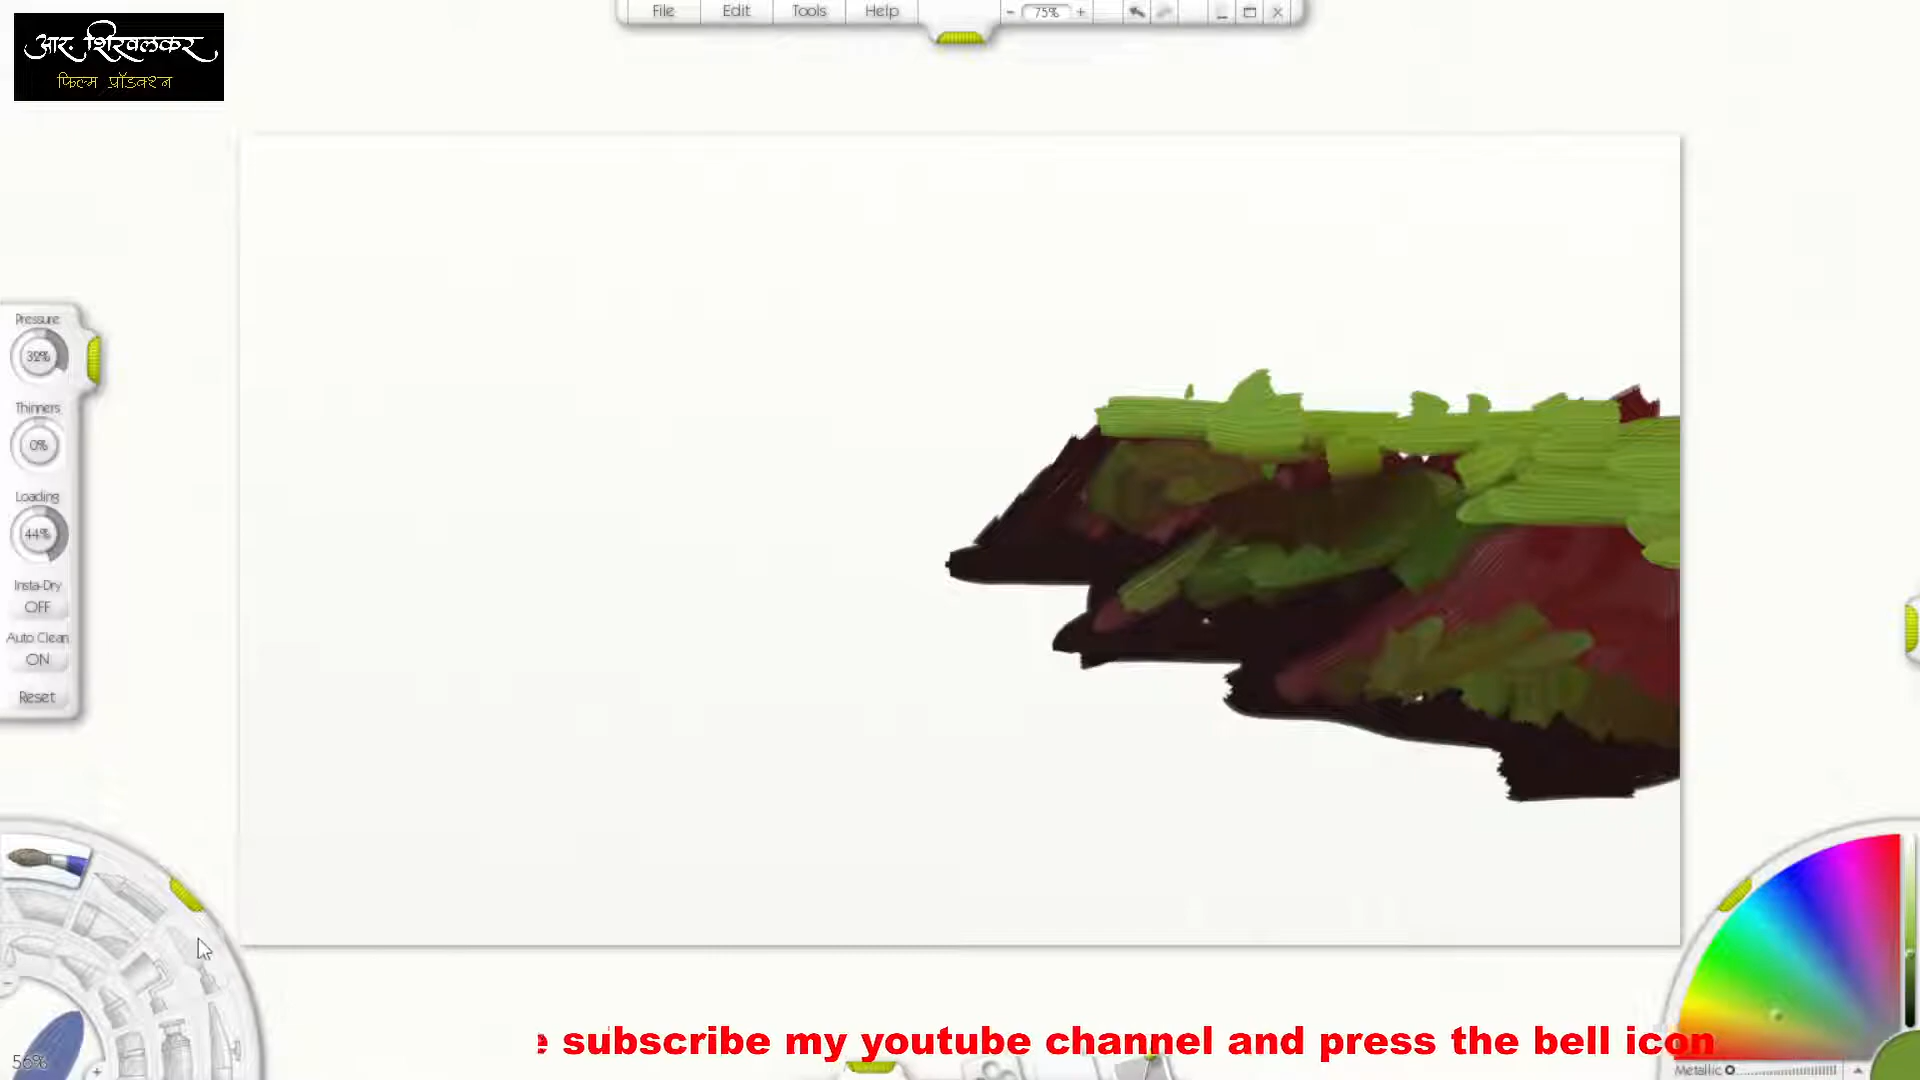 File Edit Tools Help - 75% +
आर. शिरवलकर
फिल्म प्रॉडक्शन
Pressure
32%
Thinners
0%
Loading
44%
Insta-Dry
OFF
Auto Clean
ON
Reset
subscribe my youtube channel and press the bell icon
56%
Metallic